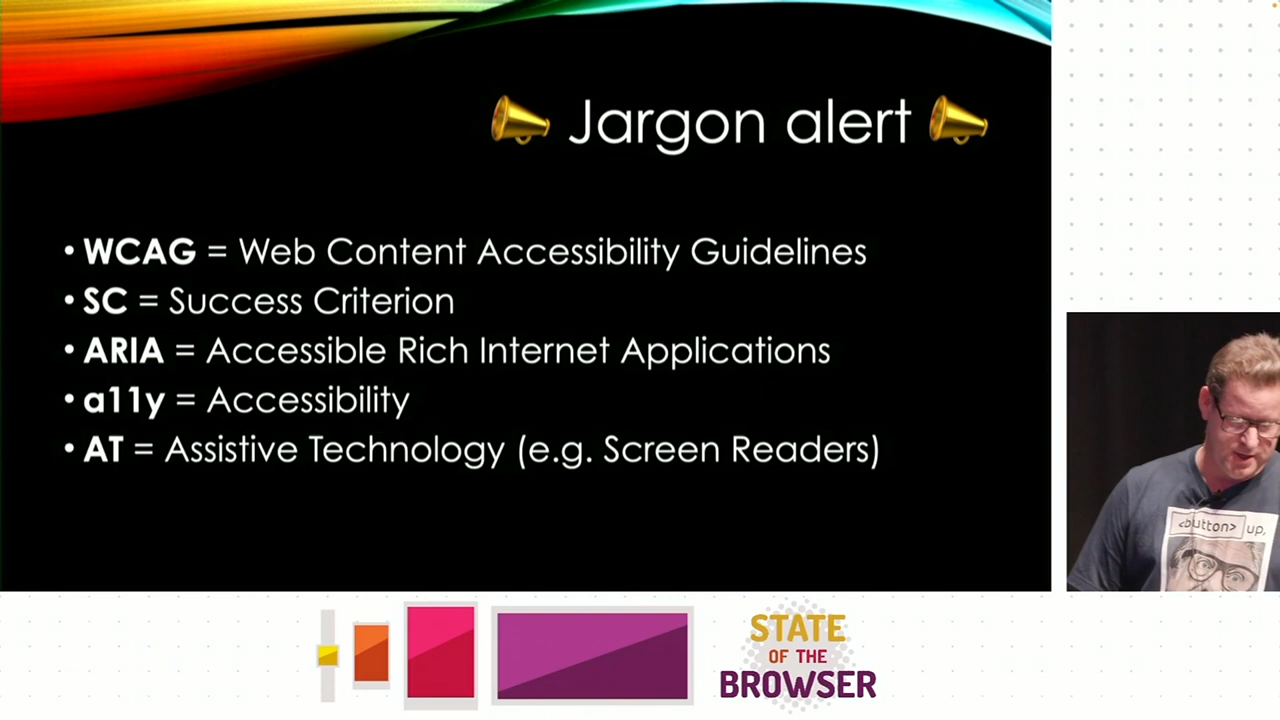 Jargon alert
• WCAG = Web Content Accessibility Guidelines
• SC = Success Criterion
• ARIA = Accessible Rich Internet Applications
• a11y = Accessibility
• AT = Assistive Technology (e.g. Screen Readers)
<button> up,
STATE
OF THE
BROWSER